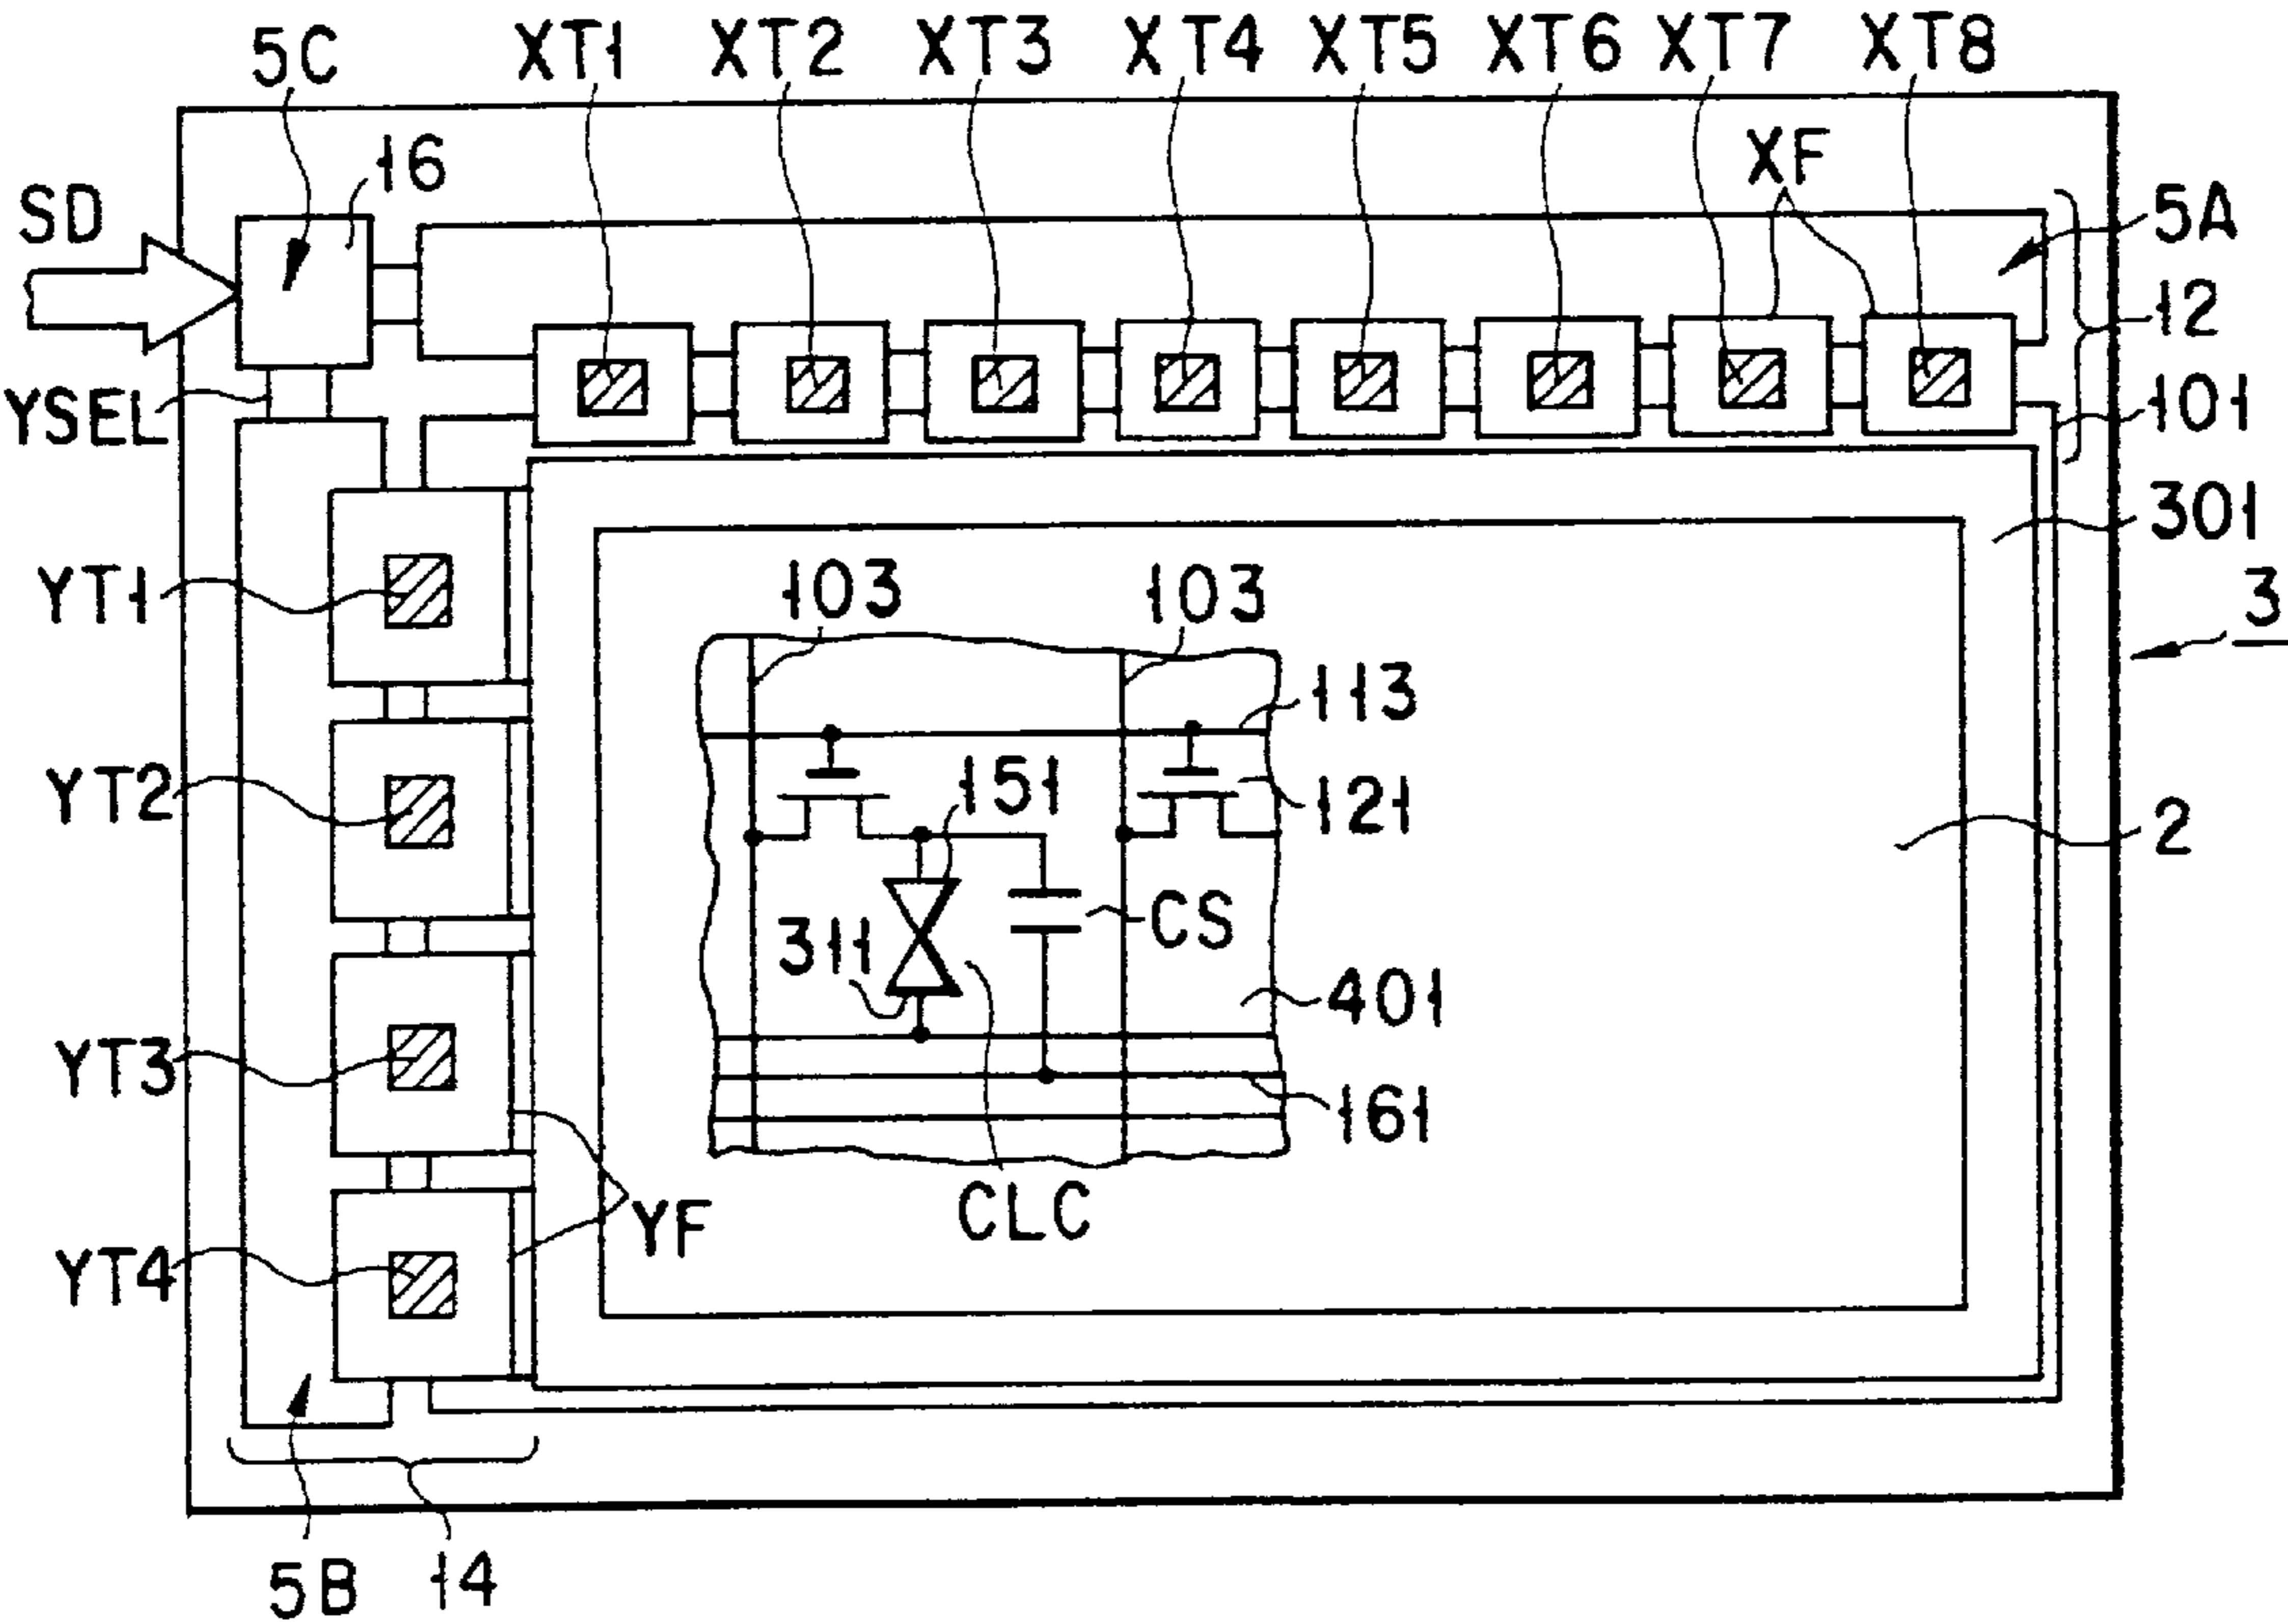 5C XT1 XT2 XT3 XT4 XT5 XT6 XT7 XT8
16 XF
SD 5A
12
YSEL 101
301
YT1 103 103 3
113
YT2 151 121 2
311 CS
401
YT3 161
CLC
YF
YT4
5B 14